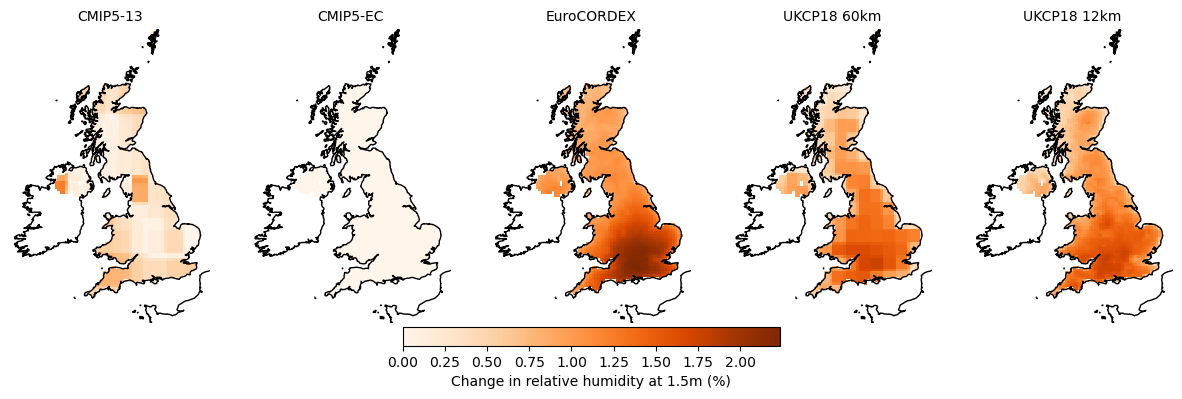 CMIP5-13 CMIP5-EC EuroCORDEX UKCP18 60km UKCP18 12km
0.00 0.25 0.50 0.75 1.00 1.25 1.50 1.75 2.00
Change in relative humidity at 1.5m (%)